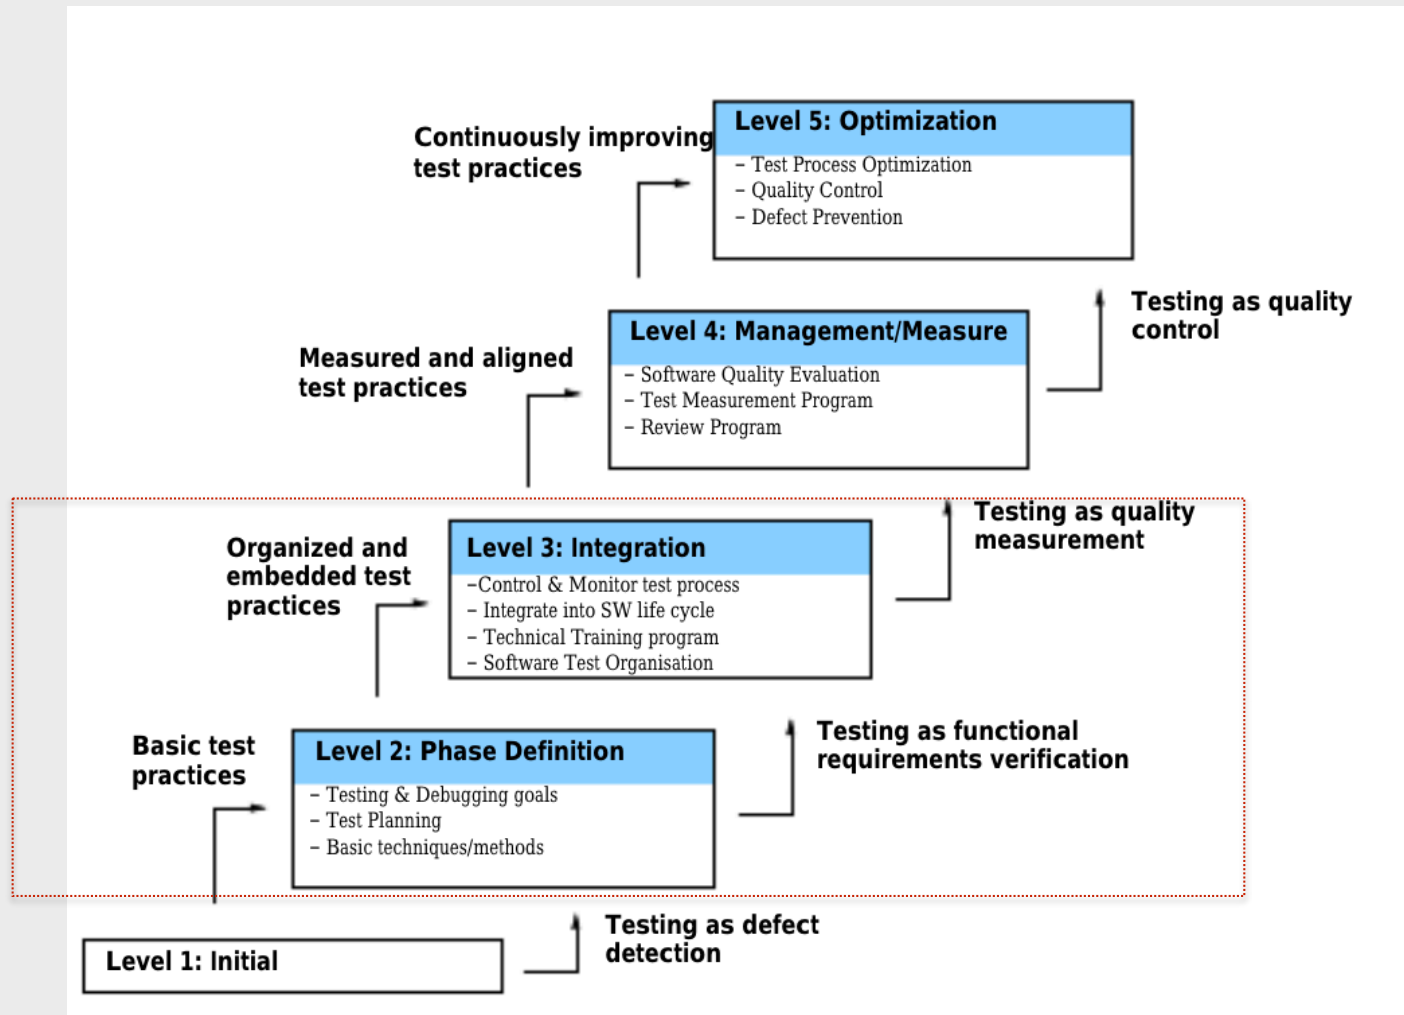 Continuously improving
test practices
Level 5: Optimization
– Test Process Optimization
– Quality Control
– Defect Prevention
Testing as quality
control
Measured and aligned
test practices
Level 4: Management/Measure
– Software Quality Evaluation
– Test Measurement Program
– Review Program
Testing as quality
measurement
Organized and
embedded test
practices
Level 3: Integration
–Control & Monitor test process
– Integrate into SW life cycle
– Technical Training program
– Software Test Organisation
Testing as functional
requirements verification
Basic test
practices
Level 2: Phase Definition
– Testing & Debugging goals
– Test Planning
– Basic techniques/methods
Testing as defect
detection
Level 1: Initial